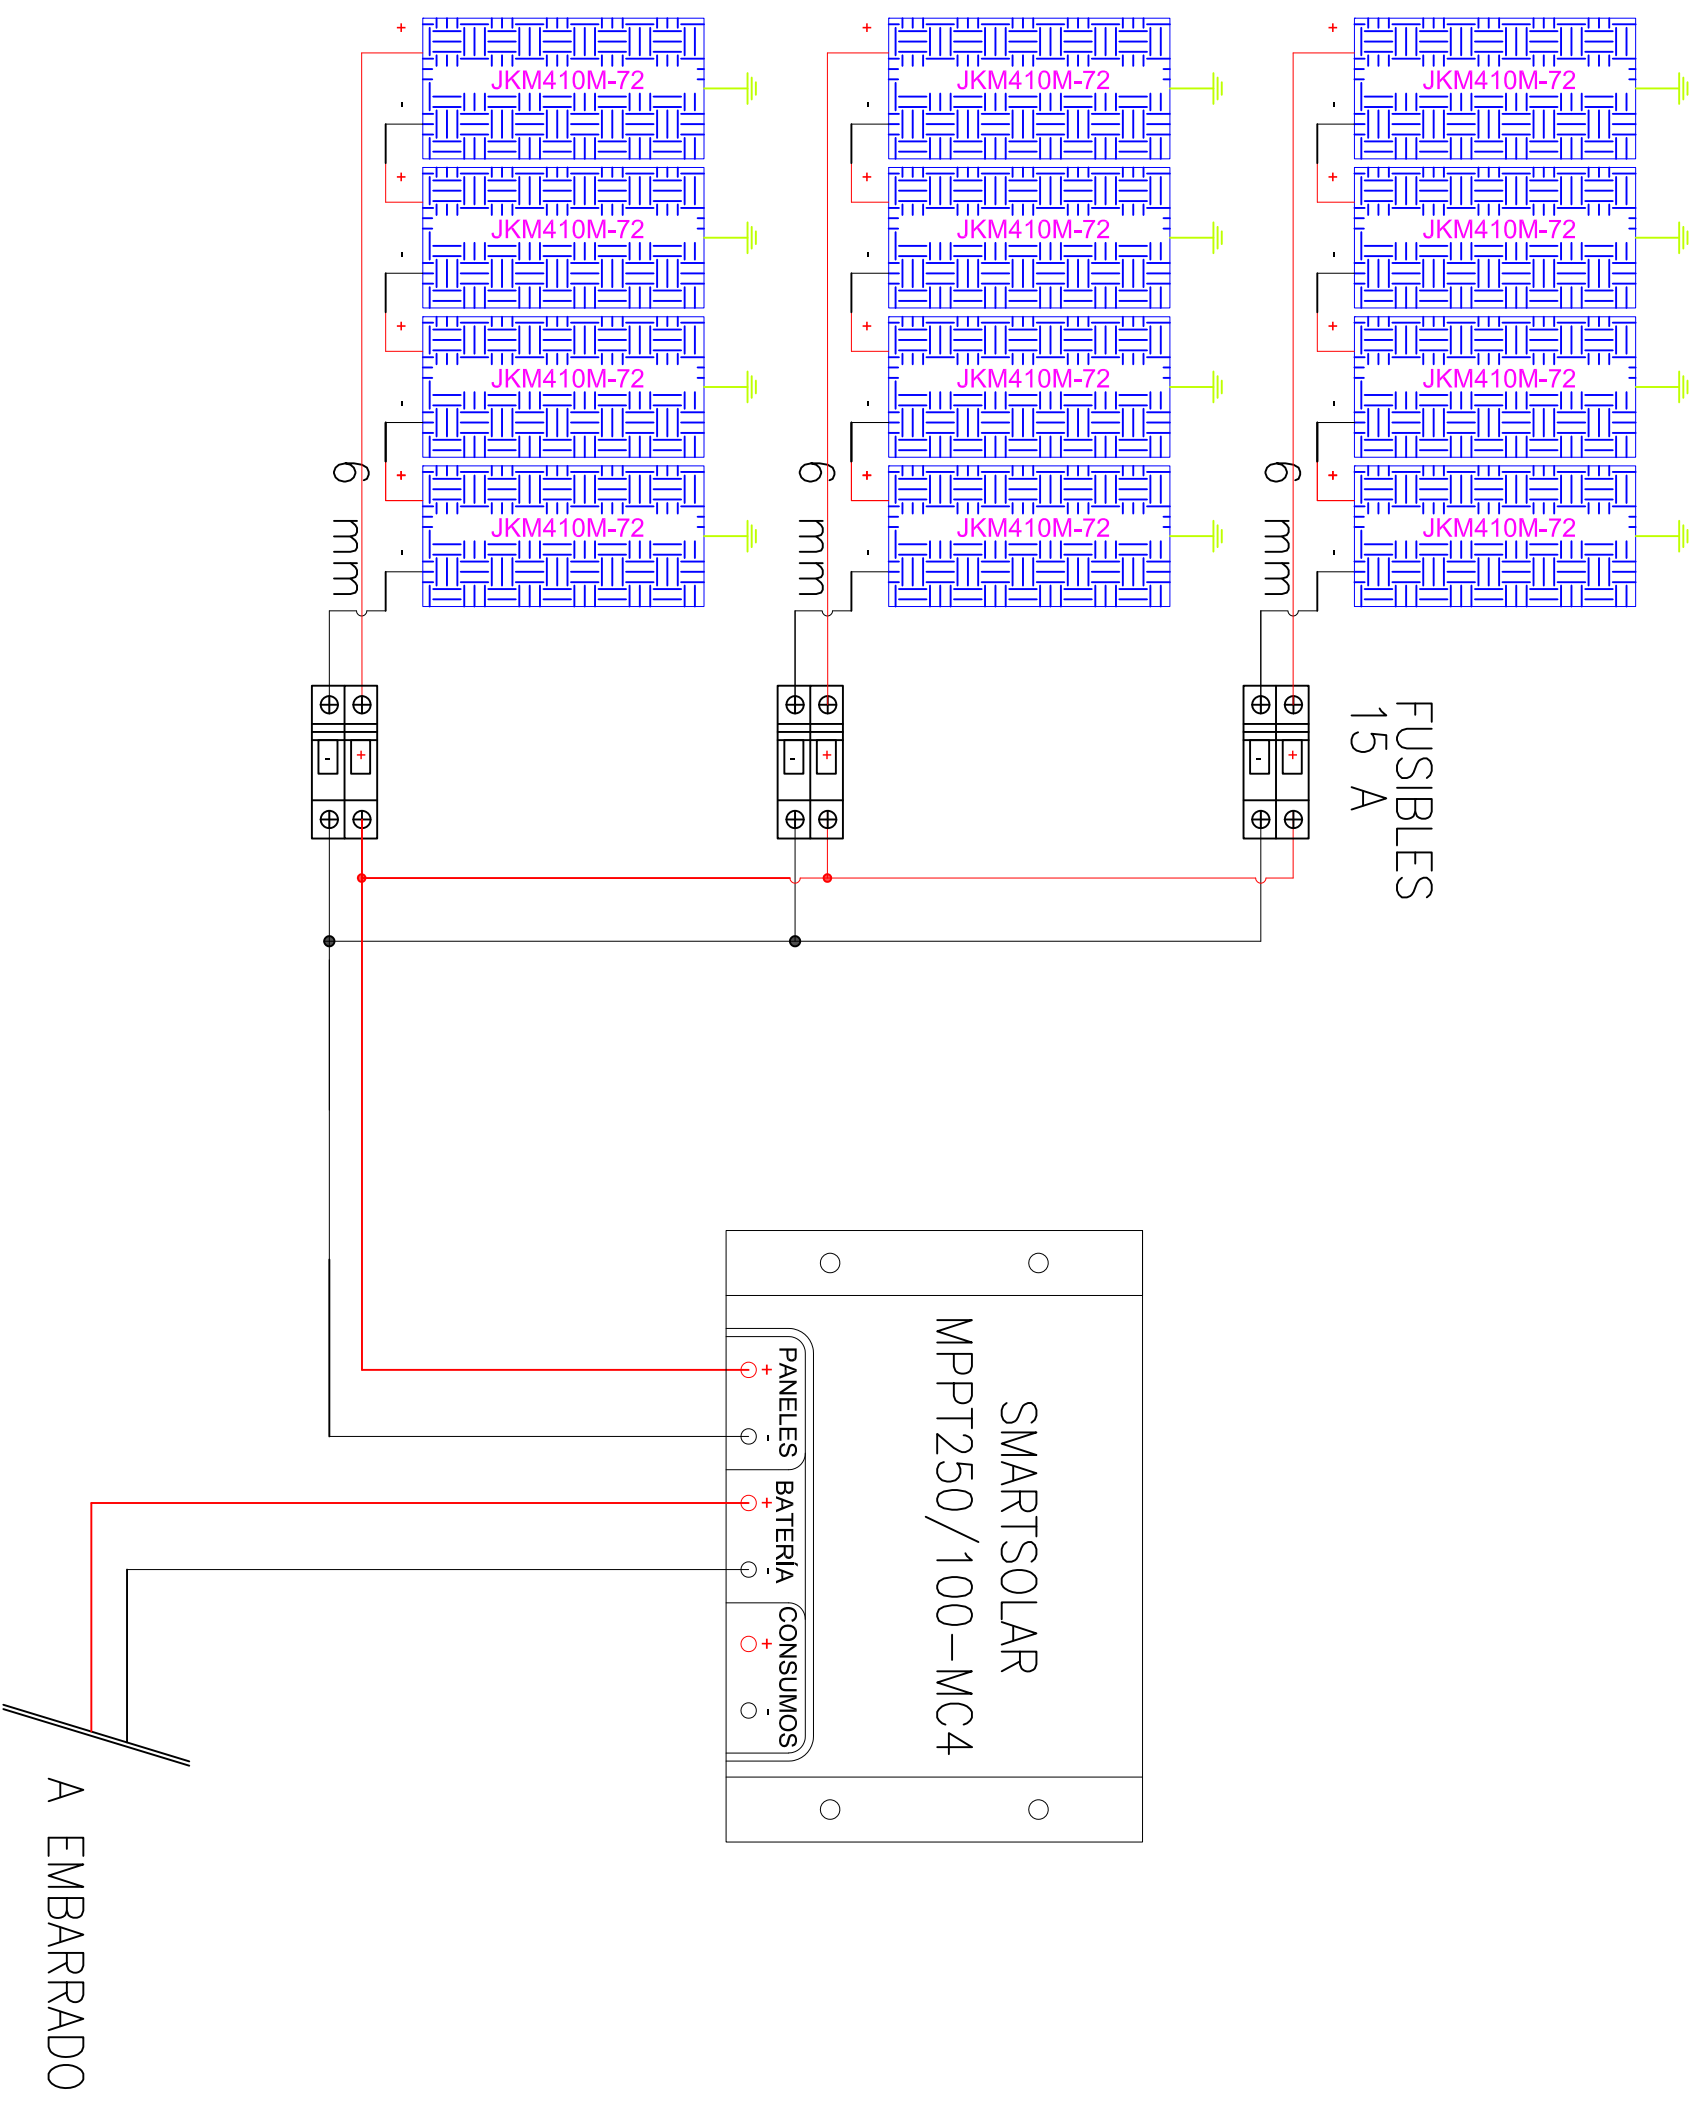 + + +
JKM410M-72 JKM410M-72 JKM410M-72
- - -
+ + +
JKM410M-72 JKM410M-72 JKM410M-72
- - -
+ + +
JKM410M-72 JKM410M-72 JKM410M-72
- - -
+ + +
JKM410M-72 JKM410M-72 JKM410M-72
- - -
6 mm
6 mm
6 mm
FUSIBLES
15 A
- + - + - +
SMARTSOLAR
MPPT250/100-MC4
PANELES
+ -
BATERÍA
+ -
CONSUMOS
+ -
A EMBARRADO